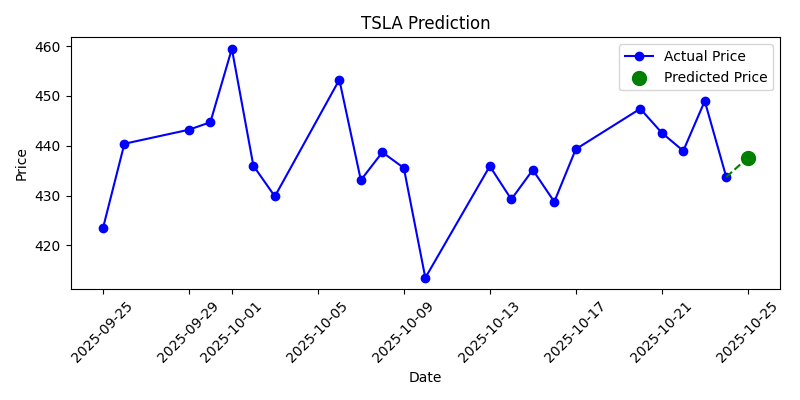 TSLA Prediction
Actual Price
Predicted Price
Price
460
450
440
430
420
2025-09-25
2025-09-29
2025-10-01
2025-10-05
2025-10-09
2025-10-13
2025-10-17
2025-10-21
2025-10-25
Date